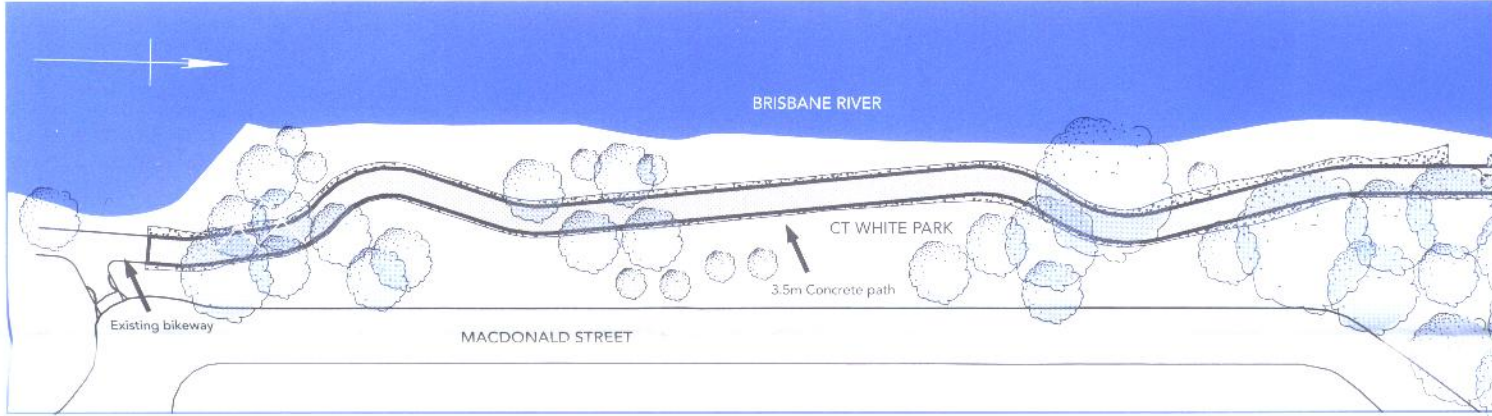 BRISBANE RIVER
CT WHITE PARK
3.5m Concrete path
Existing bikeway
MACDONALD STREET